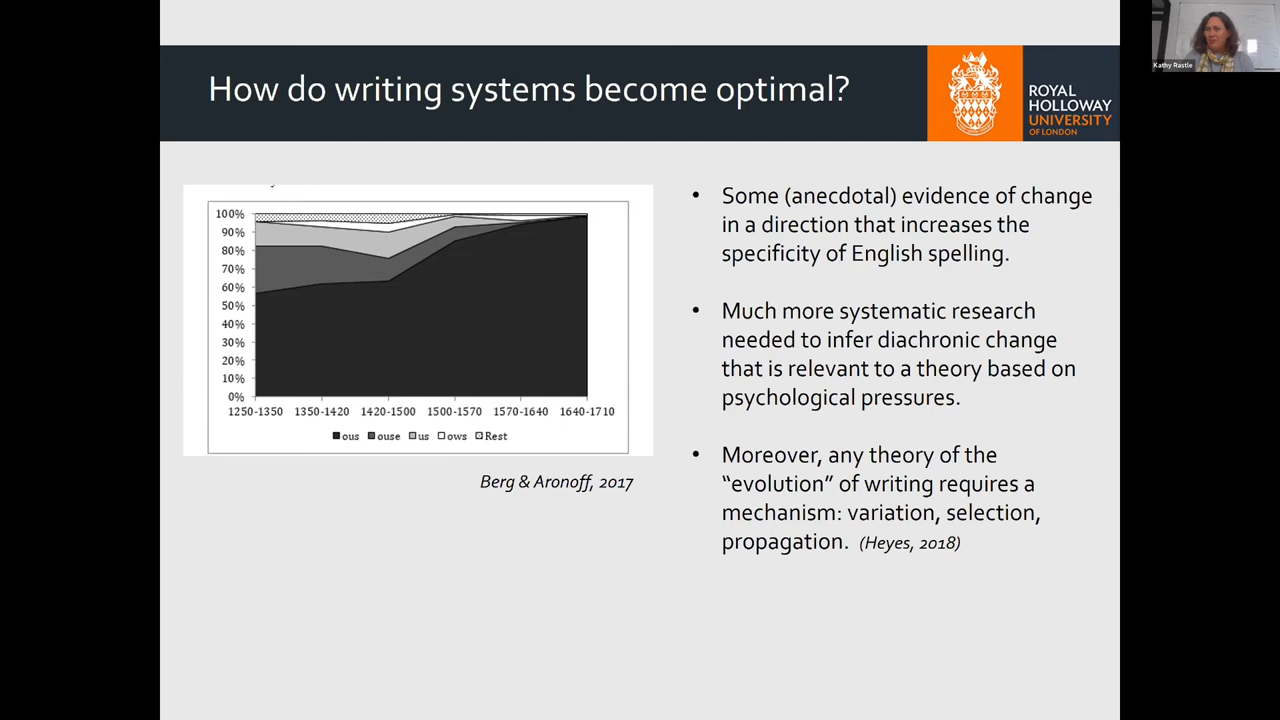 How do writing systems become optimal?
ROYAL
HOLLOWAY
UNIVERSITY
OF LONDON
Kathy Rastle
100%
90%
80%
70%
60%
50%
40%
30%
20%
10%
0%
1250-1350 1350-1420 1420-1500 1500-1570 1570-1640 1640-1710
ous ouse us ows Rest
Berg & Aronoff, 2017
• Some (anecdotal) evidence of change
in a direction that increases the
specificity of English spelling.
• Much more systematic research
needed to infer diachronic change
that is relevant to a theory based on
psychological pressures.
• Moreover, any theory of the
“evolution” of writing requires a
mechanism: variation, selection,
propagation. (Heyes, 2018)